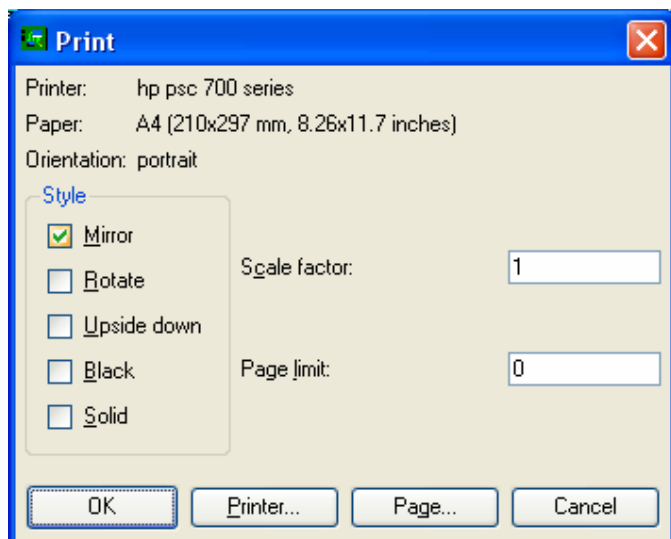 Print
Printer: hp psc 700 series
Paper: A4 (210x297 mm, 8.26x11.7 inches)
Orientation: portrait
Style
Mirror
Rotate
Scale factor: 1
Upside down
Black
Page limit: 0
Solid
OK Printer... Page... Cancel